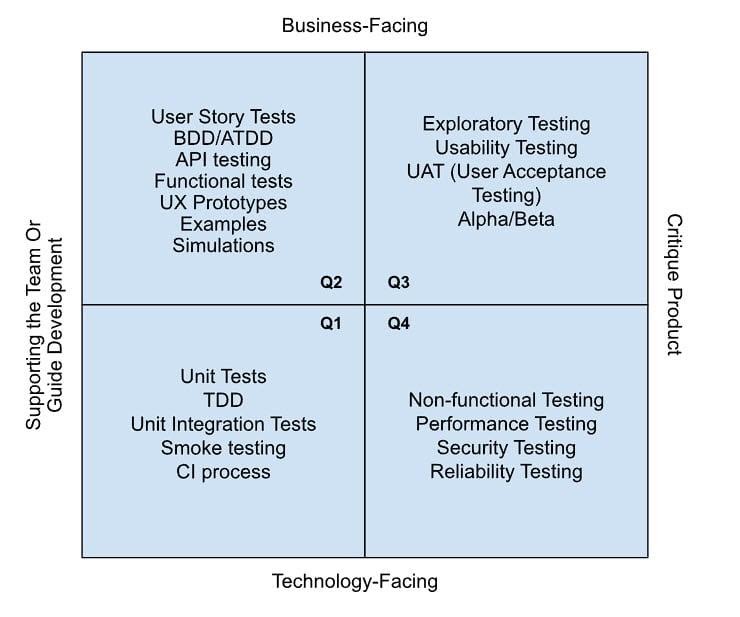 Business-Facing
User Story Tests
BDD/ATDD
API testing
Functional tests
UX Prototypes
Examples
Simulations
Q2
Exploratory Testing
Usability Testing
UAT (User Acceptance
Testing)
Alpha/Beta
Q3
Supporting the Team Or
Guide Development
Critique Product
Q1
Unit Tests
TDD
Unit Integration Tests
Smoke testing
CI process
Q4
Non-functional Testing
Performance Testing
Security Testing
Reliability Testing
Technology-Facing